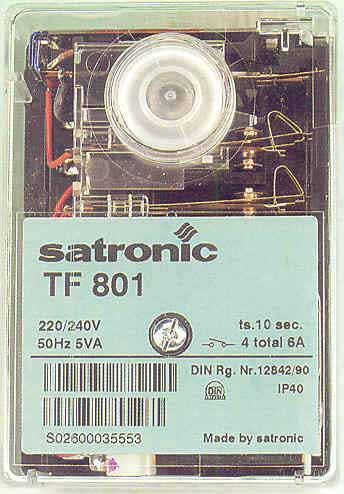 satronic
TF 801
220/240V ts.10 sec.
50Hz 5VA 4 total 6A
DIN Rg. Nr.12842/90
DIN IP40
S02600035553 Made by satronic